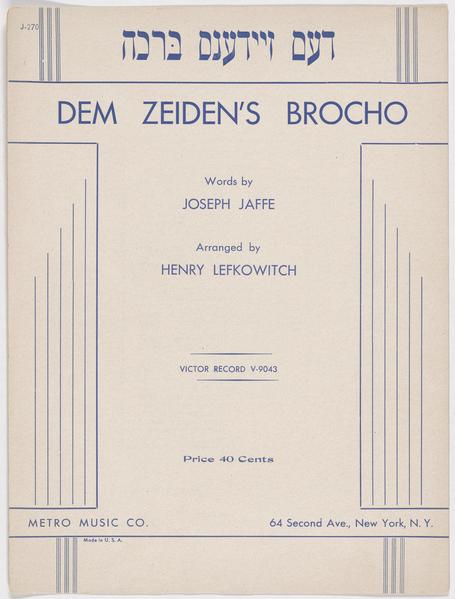 J-270
דעם זיידענס ברכה
DEM ZEIDEN'S BROCHO
Words by
JOSEPH JAFFE
Arranged by
HENRY LEFKOWITCH
VICTOR RECORD V-9043
Price 40 Cents
METRO MUSIC CO. 64 Second Ave., New York, N. Y.
Made in U. S. A.